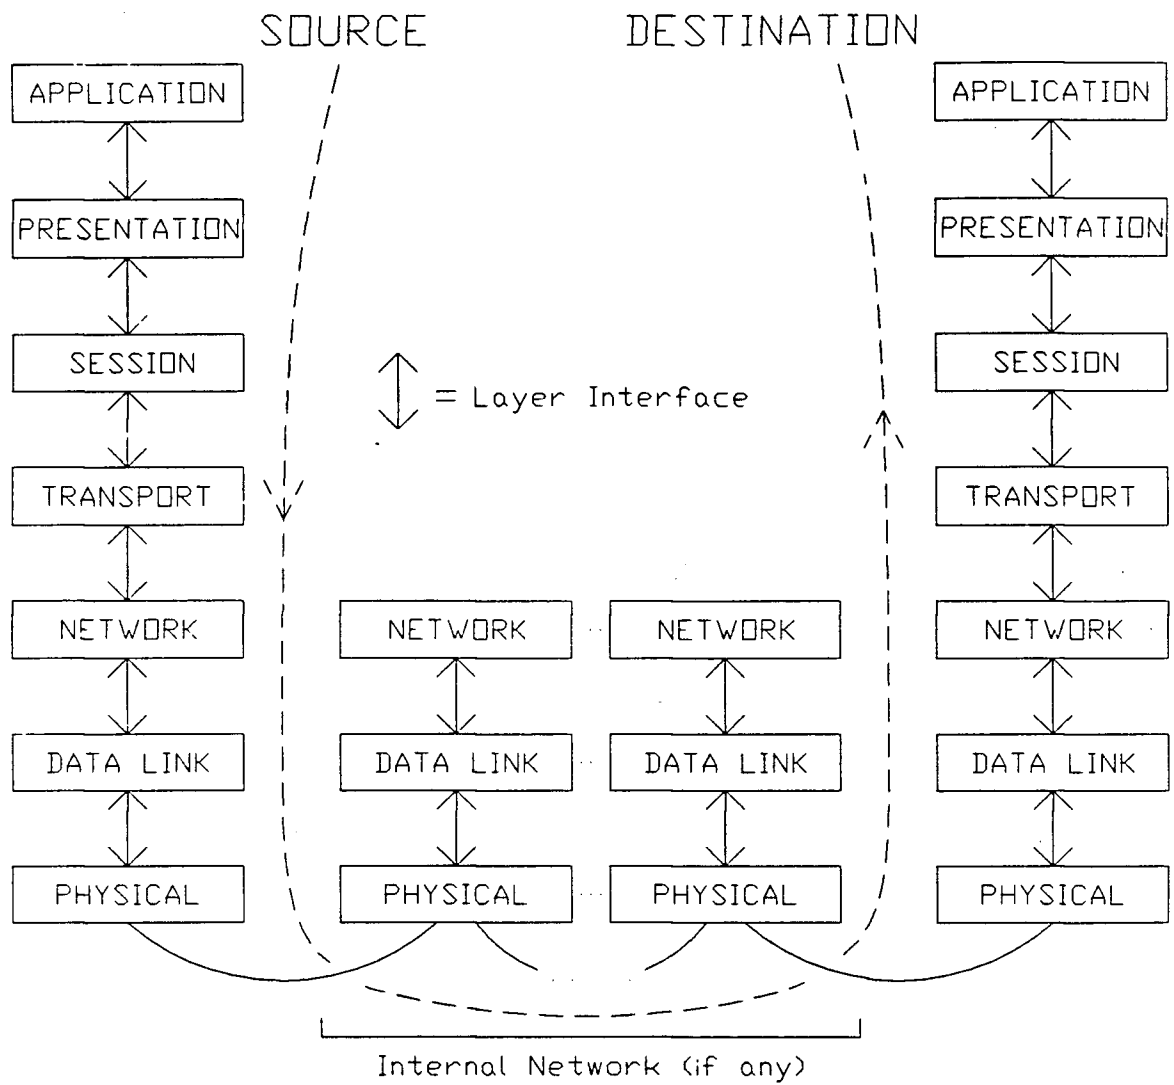 SOURCE DESTINATION
APPLICATION APPLICATION
PRESENTATION PRESENTATION
SESSION SESSION
= Layer Interface
TRANSPORT TRANSPORT
NETWORK NETWORK ... NETWORK NETWORK
DATA LINK DATA LINK ... DATA LINK DATA LINK
PHYSICAL PHYSICAL ... PHYSICAL PHYSICAL
Internal Network (if any)